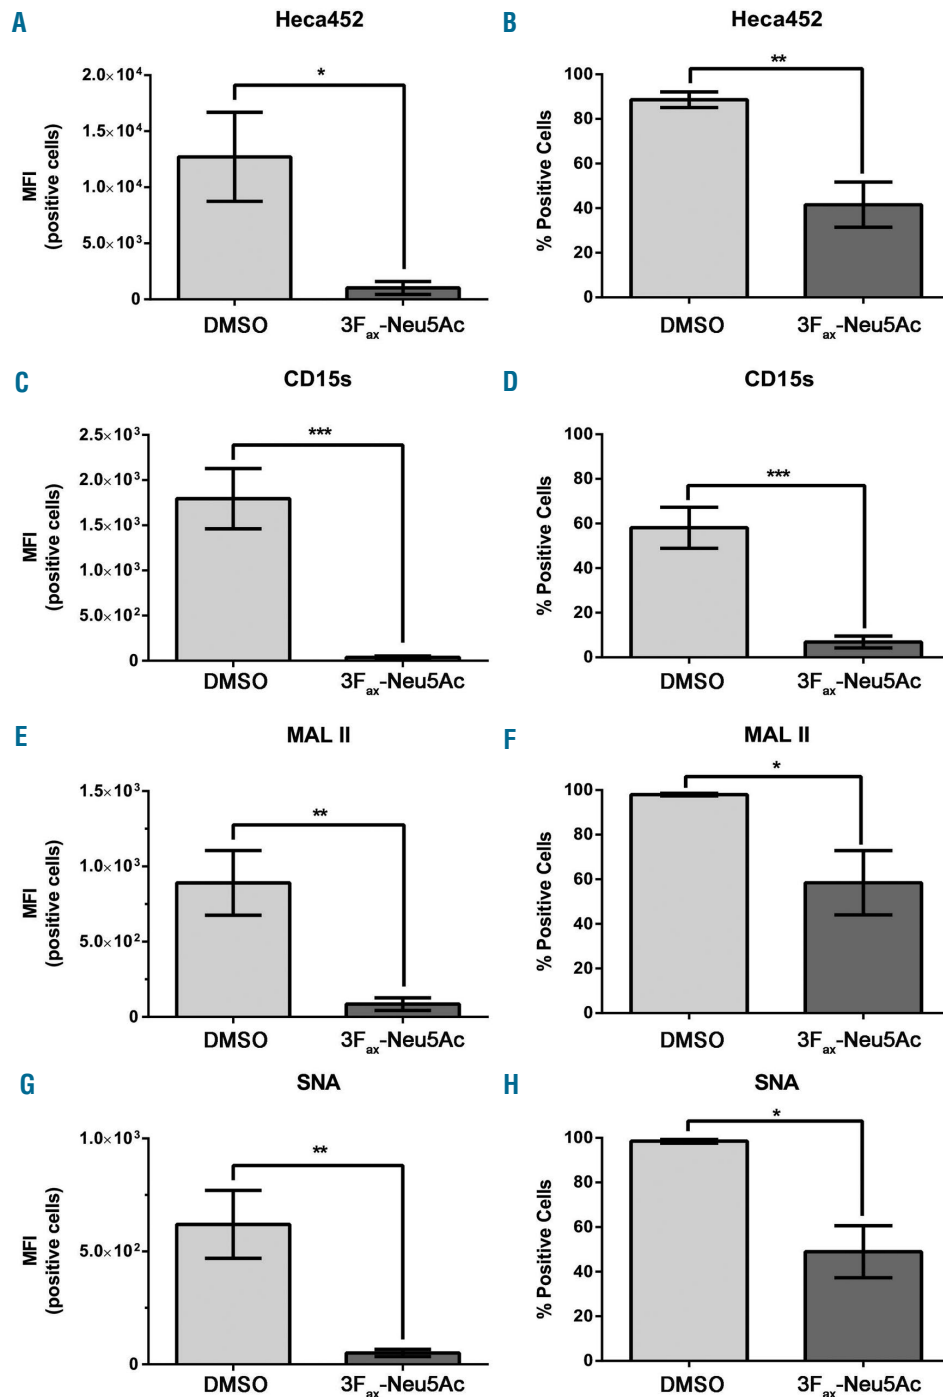 A
Heca452
MFI
(positive cells)
2.0×10⁴
1.5×10⁴
1.0×10⁴
5.0×10³
0
*
DMSO
3Fₐₓ-Neu5Ac
B
Heca452
% Positive Cells
100
80
60
40
20
0
**
DMSO
3Fₐₓ-Neu5Ac
C
CD15s
MFI
(positive cells)
2.5×10³
2.0×10³
1.5×10³
1.0×10³
5.0×10²
0
***
DMSO
3Fₐₓ-Neu5Ac
D
CD15s
% Positive Cells
100
80
60
40
20
0
***
DMSO
3Fₐₓ-Neu5Ac
E
MAL II
MFI
(positive cells)
1.5×10³
1.0×10³
5.0×10²
0
**
DMSO
3Fₐₓ-Neu5Ac
F
MAL II
% Positive Cells
100
80
60
40
20
0
*
DMSO
3Fₐₓ-Neu5Ac
G
SNA
MFI
(positive cells)
1.0×10³
5.0×10²
0
**
DMSO
3Fₐₓ-Neu5Ac
H
SNA
% Positive Cells
100
80
60
40
20
0
*
DMSO
3Fₐₓ-Neu5Ac